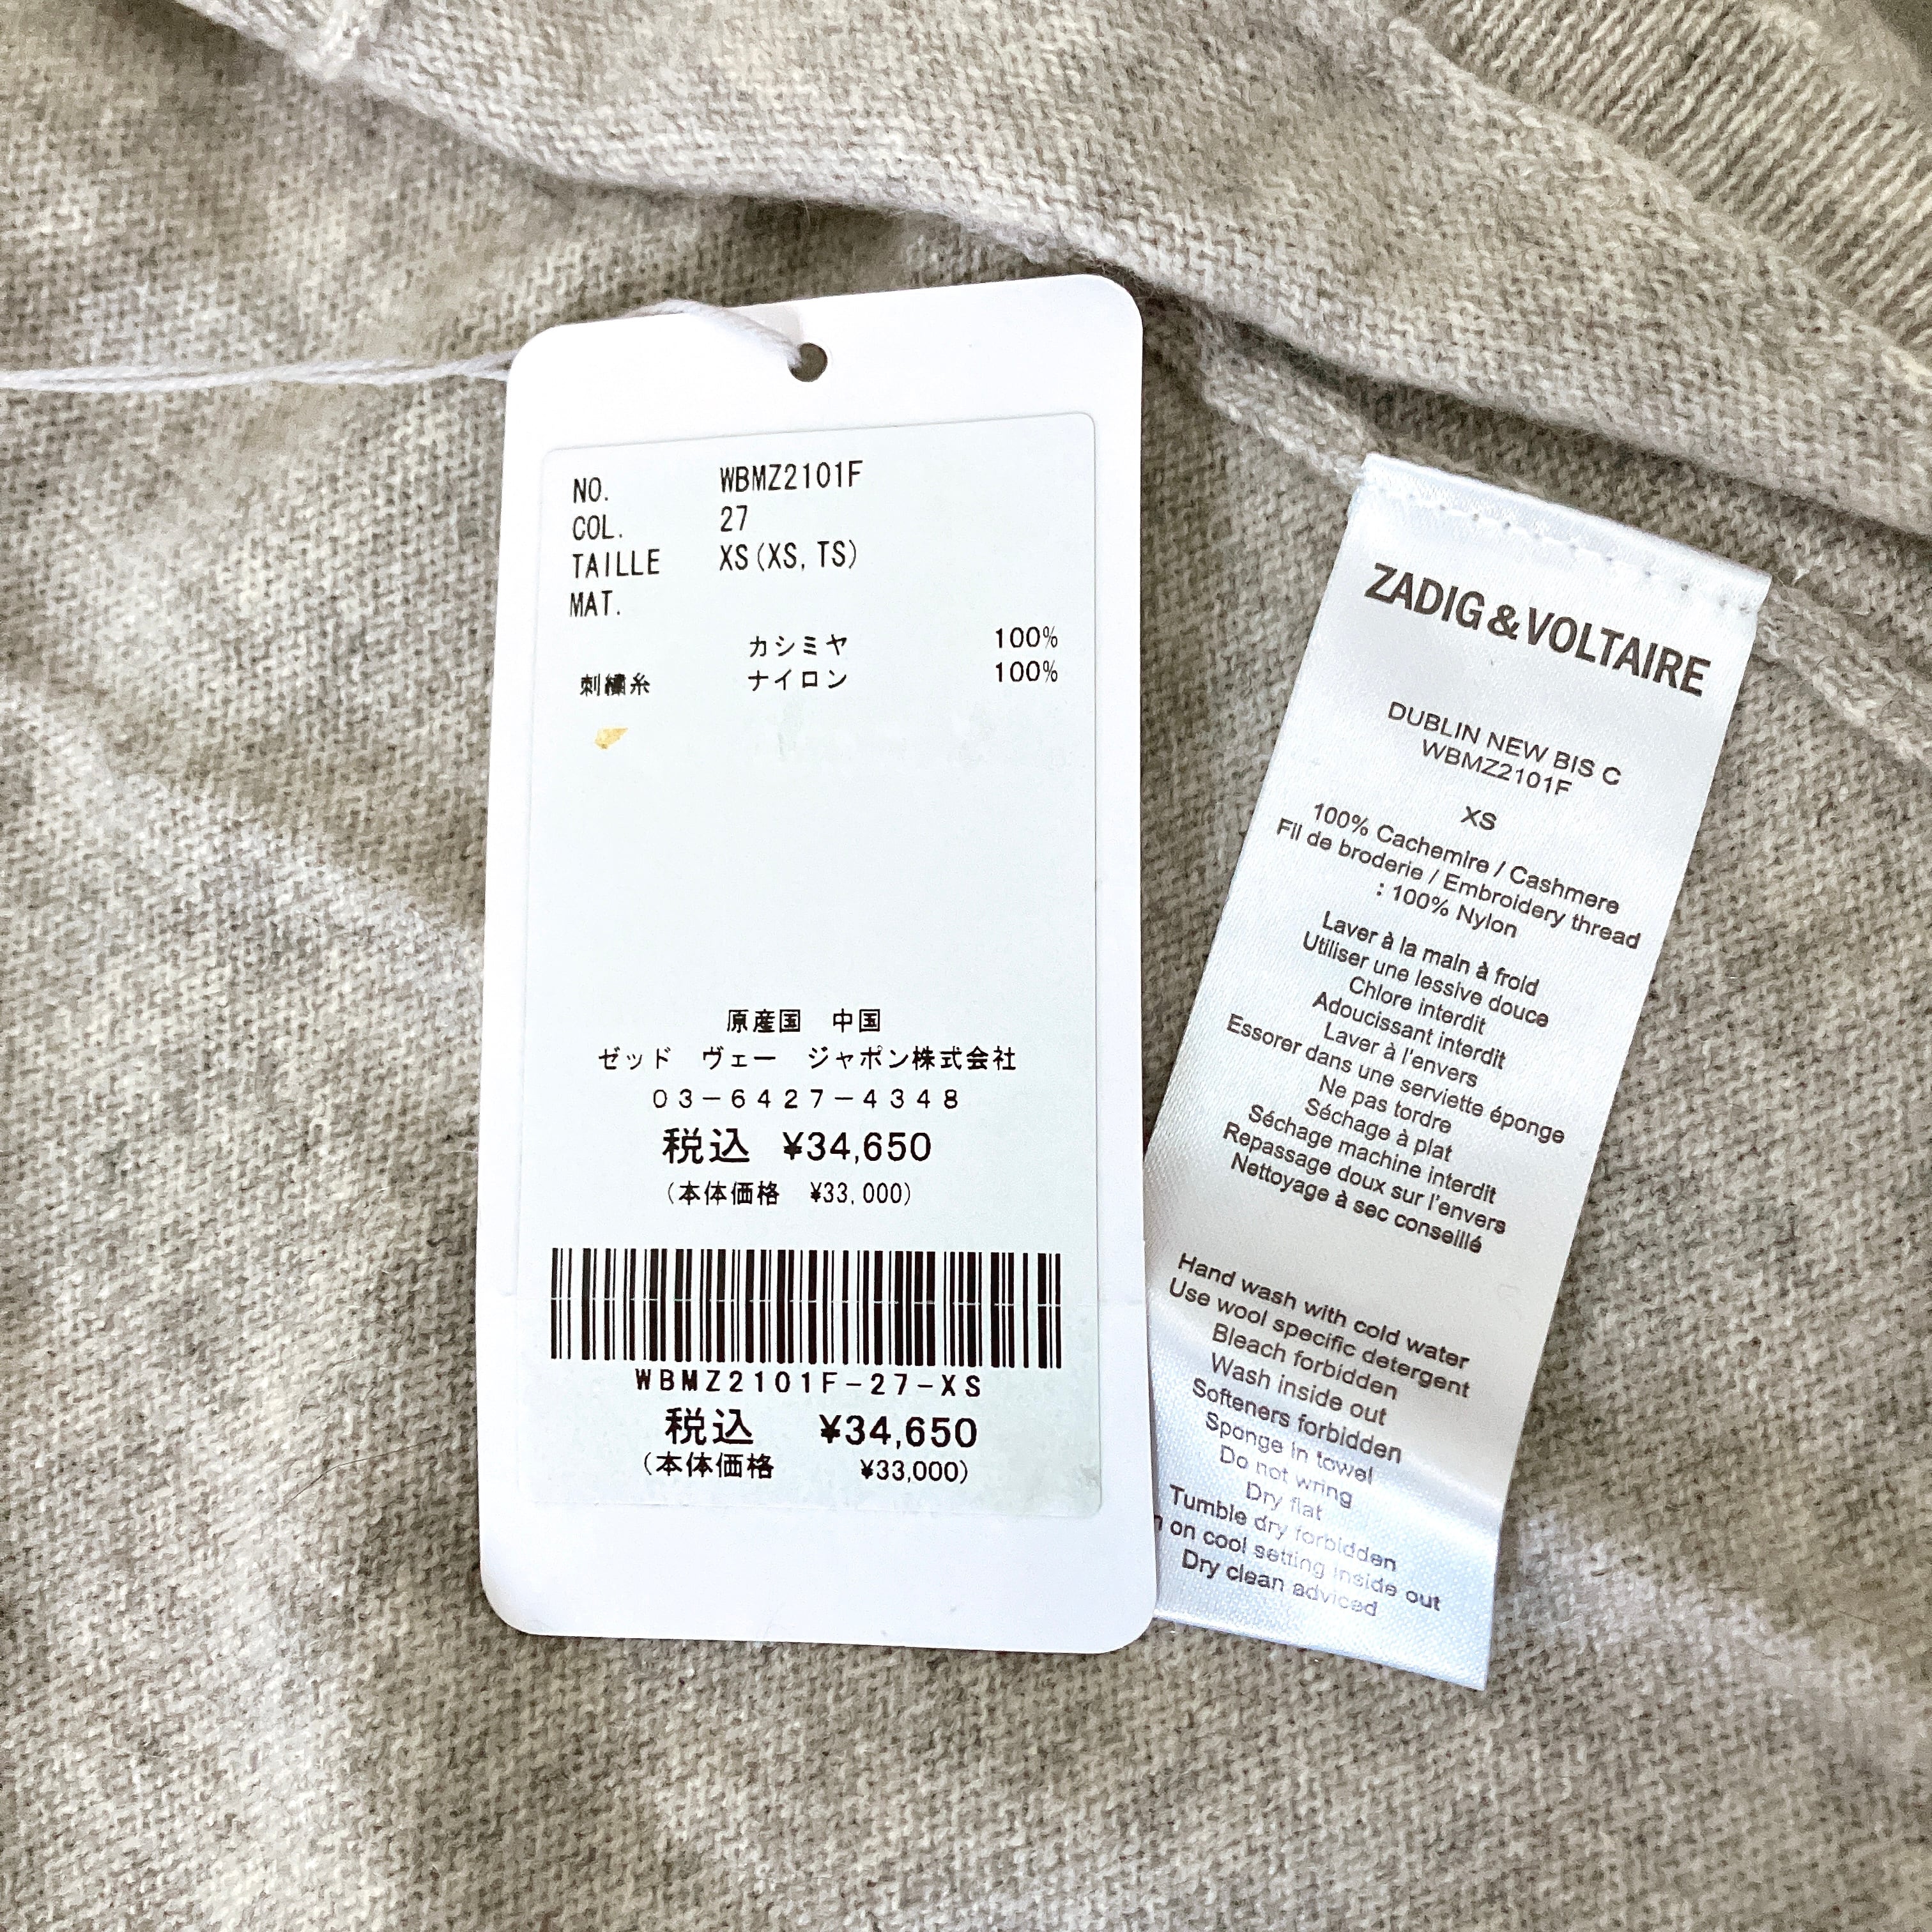 NO. WBMZ2101F
COL. 27
TAILLE XS(XS, TS)
MAT.
カシミヤ 100%
刺繍糸 ナイロン 100%
原産国 中国
ゼッド ヴェー ジャポン株式会社
03-6427-4348
税込 ¥34,650
(本体価格 ¥33,000)
WBMZ2101F-27-XS
税込 ¥34,650
(本体価格 ¥33,000)
ZADIG&VOLTAIRE
DUBLIN NEW BIS C
WBMZ2101F
XS
100% Cachemire / Cashmere
Fil de broderie / Embroidery thread
: 100% Nylon
Laver à la main à froid
Utiliser une lessive douce
Chlore interdit
Adoucissant interdit
Laver à l'envers
Essorer dans une serviette éponge
Ne pas tordre
Séchage à plat
Séchage machine interdit
Repassage doux sur l'envers
Nettoyage à sec conseillé
Hand wash with cold water
Use wool specific detergent
Bleach forbidden
Wash inside out
Softeners forbidden
Sponge in towel
Do not wring
Dry flat
Tumble dry forbidden
on cool setting inside out
Dry clean adviced